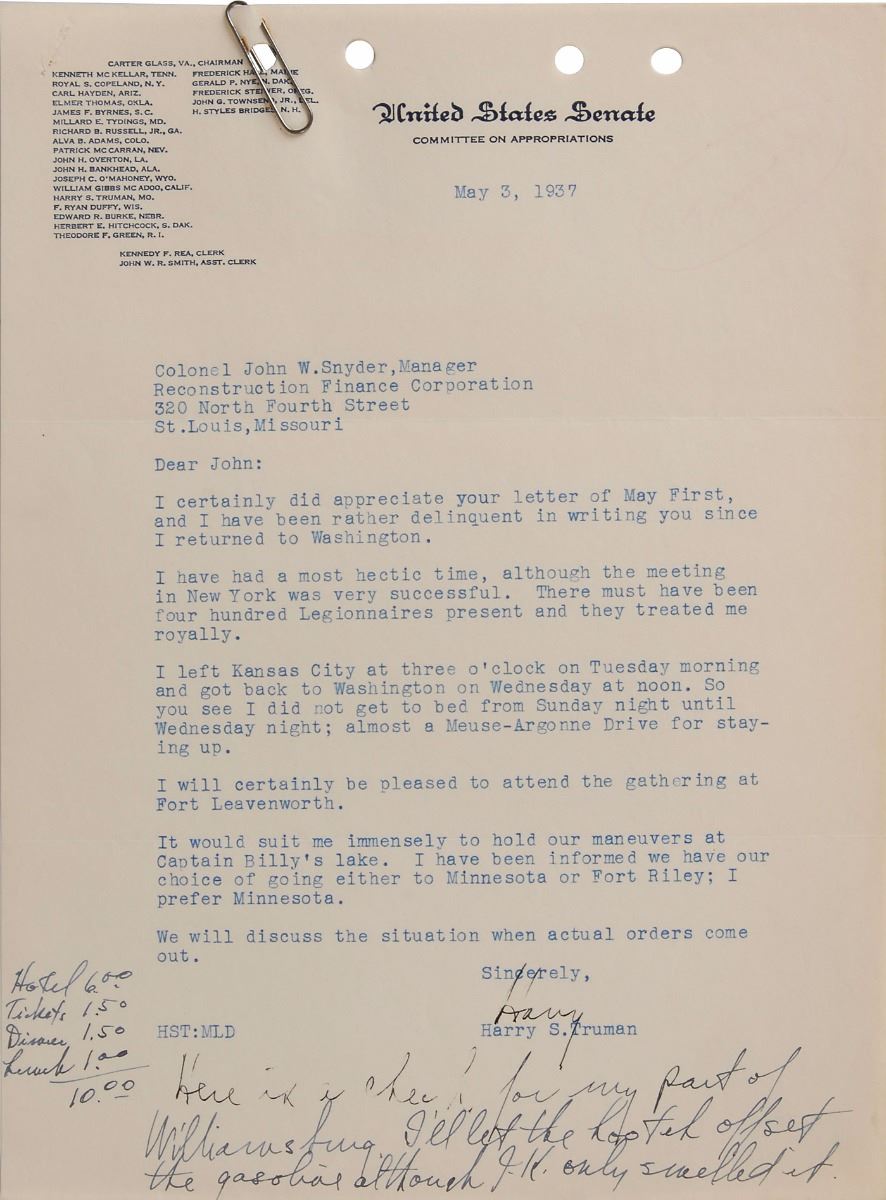 CARTER GLASS, VA., CHAIRMAN
KENNETH MC KELLAR, TENN.
ROYAL S. COPELAND, N. Y.
CARL HAYDEN, ARIZ.
ELMER THOMAS, OKLA.
JAMES F. BYRNES, S. C.
MILLARD E. TYDINGS, MD.
RICHARD B. RUSSELL, JR., GA.
ALVA B. ADAMS, COLO.
PATRICK MC CARRAN, NEV.
JOHN H. OVERTON, LA.
JOHN H. BANKHEAD, ALA.
JOSEPH C. O'MAHONEY, WYO.
WILLIAM GIBBS MC ADOO, CALIF.
HARRY S. TRUMAN, MO.
F. RYAN DUFFY, WIS.
EDWARD R. BURKE, NEBR.
HERBERT E. HITCHCOCK, S. DAK.
THEODORE F. GREEN, R. I.
FREDERICK HALE, MAINE
GERALD P. NYE, N. DAK.
FREDERICK STEIWER, OREG.
JOHN G. TOWNSEND, JR., DEL.
H. STYLES BRIDGES, N. H.
KENNEDY F. REA, CLERK
JOHN W. R. SMITH, ASST. CLERK
United States Senate
COMMITTEE ON APPROPRIATIONS
May 3, 1937
Colonel John W.Snyder,Manager
Reconstruction Finance Corporation
320 North Fourth Street
St.Louis,Missouri
Dear John:
I certainly did appreciate your letter of May First,
and I have been rather delinquent in writing you since
I returned to Washington.
I have had a most hectic time, although the meeting
in New York was very successful.  There must have been
four hundred Legionnaires present and they treated me
royally.
I left Kansas City at three o'clock on Tuesday morning
and got back to Washington on Wednesday at noon. So
you see I did not get to bed from Sunday night until
Wednesday night; almost a Meuse-Argonne Drive for stay-
ing up.
I will certainly be pleased to attend the gathering at
Fort Leavenworth.
It would suit me immensely to hold our maneuvers at
Captain Billy's lake.  I have been informed we have our
choice of going either to Minnesota or Fort Riley; I
prefer Minnesota.
We will discuss the situation when actual orders come
out.
Sincerely,
Harry
HST:MLD
Harry S.Truman
Hotel 6.00
Tickets 1.50
Dinner 1.50
Lunch 1.00
10.00
Here is a check for my part of
Williamsburg. I'll let the hootch offset
the gasoline although J.K. only smelled it.